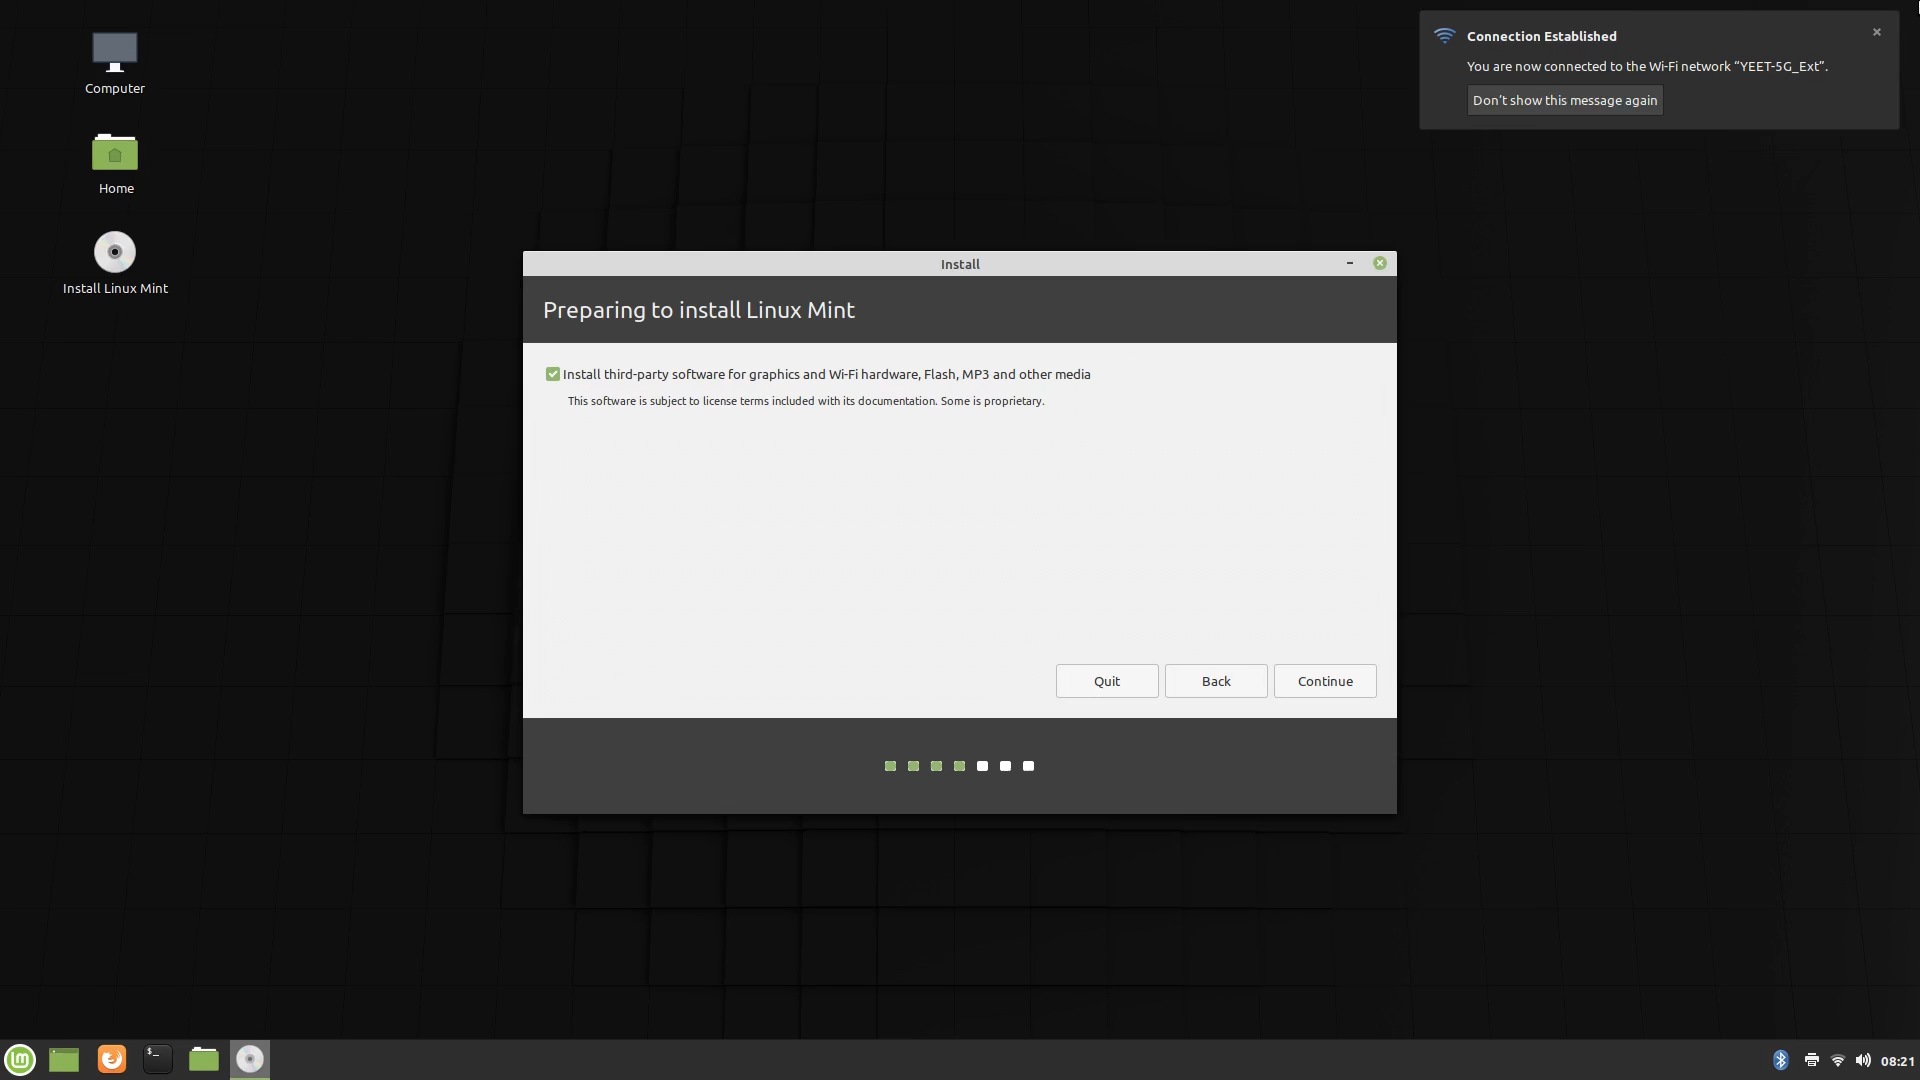 Computer
Home
Install Linux Mint
Connection Established
You are now connected to the Wi-Fi network “YEET-5G_Ext”.
Don't show this message again
Install
Preparing to install Linux Mint
Install third-party software for graphics and Wi-Fi hardware, Flash, MP3 and other media
This software is subject to license terms included with its documentation. Some is proprietary.
Quit
Back
Continue
$_
08:21